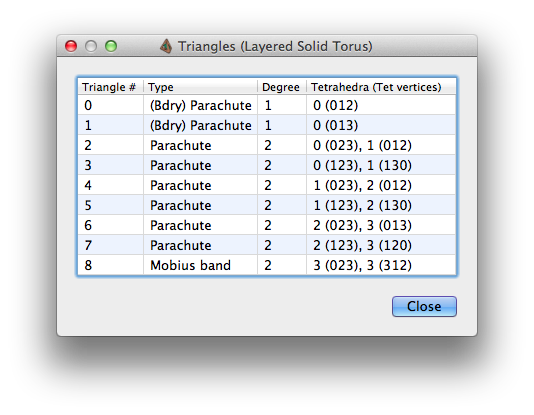 Triangles (Layered Solid Torus)
Triangle # Type Degree Tetrahedra (Tet vertices)
0 (Bdry) Parachute 1 0 (012)
1 (Bdry) Parachute 1 0 (013)
2 Parachute 2 0 (023), 1 (012)
3 Parachute 2 0 (123), 1 (130)
4 Parachute 2 1 (023), 2 (012)
5 Parachute 2 1 (123), 2 (130)
6 Parachute 2 2 (023), 3 (013)
7 Parachute 2 2 (123), 3 (120)
8 Mobius band 2 3 (023), 3 (312)
Close